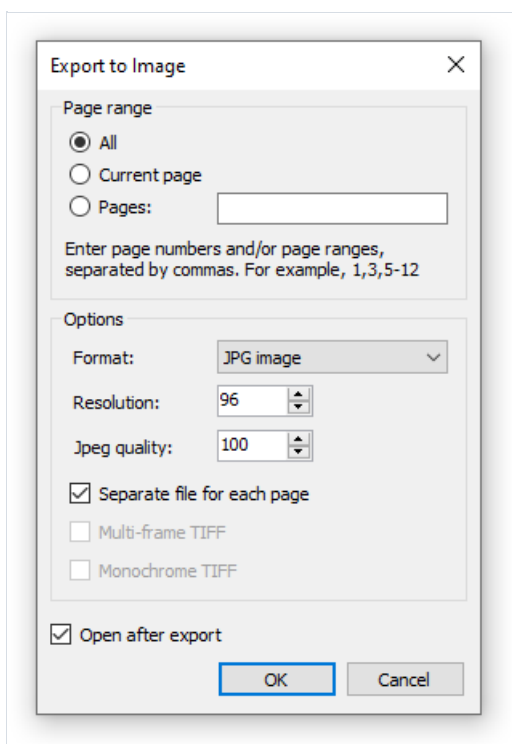 Export to Image
Page range
All
Current page
Pages:
Enter page numbers and/or page ranges,
separated by commas. For example, 1,3,5-12
Options
Format: JPG image
Resolution: 96
Jpeg quality: 100
Separate file for each page
Multi-frame TIFF
Monochrome TIFF
Open after export
OK Cancel